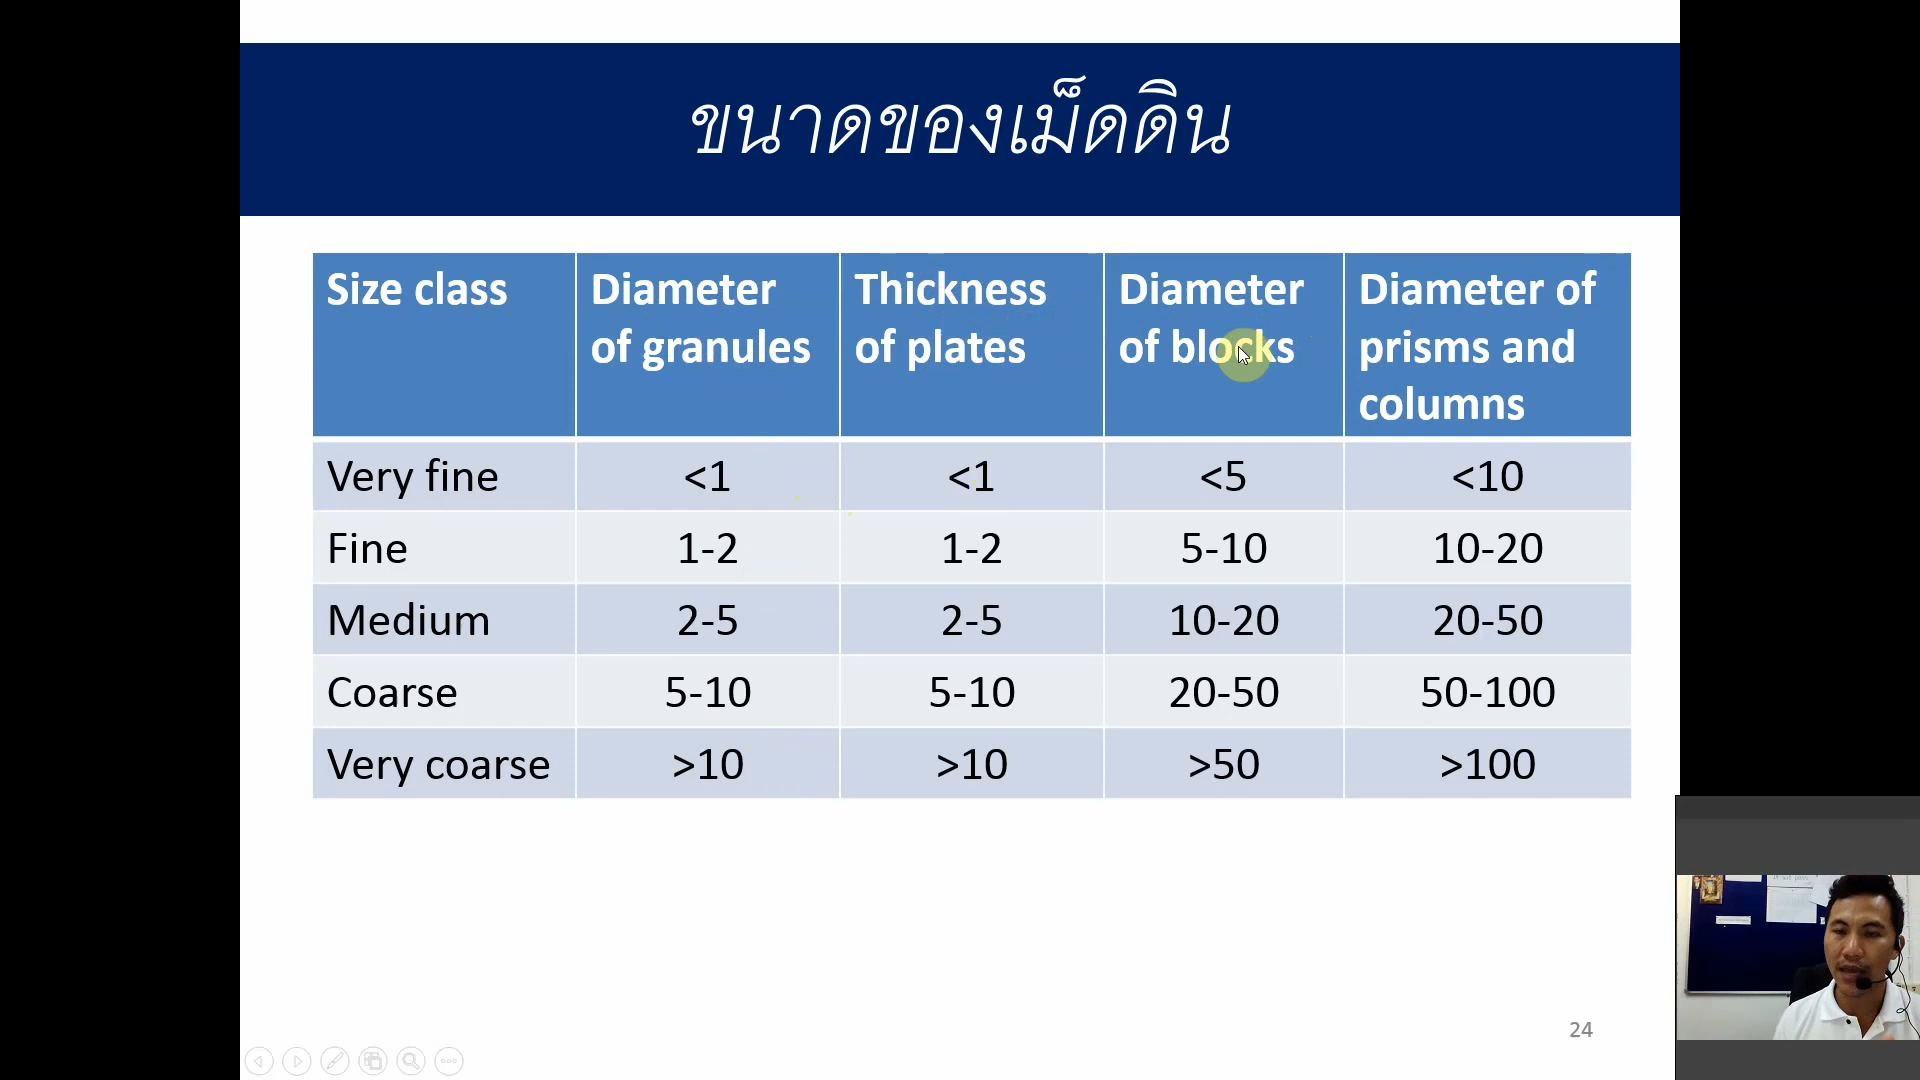 ขนาดของเม็ดดิน
Size class
Diameter
of granules
Thickness
of plates
Diameter
of blocks
Diameter of
prisms and
columns
Very fine <1 <1 <5 <10
Fine 1-2 1-2 5-10 10-20
Medium 2-5 2-5 10-20 20-50
Coarse 5-10 5-10 20-50 50-100
Very coarse >10 >10 >50 >100
24